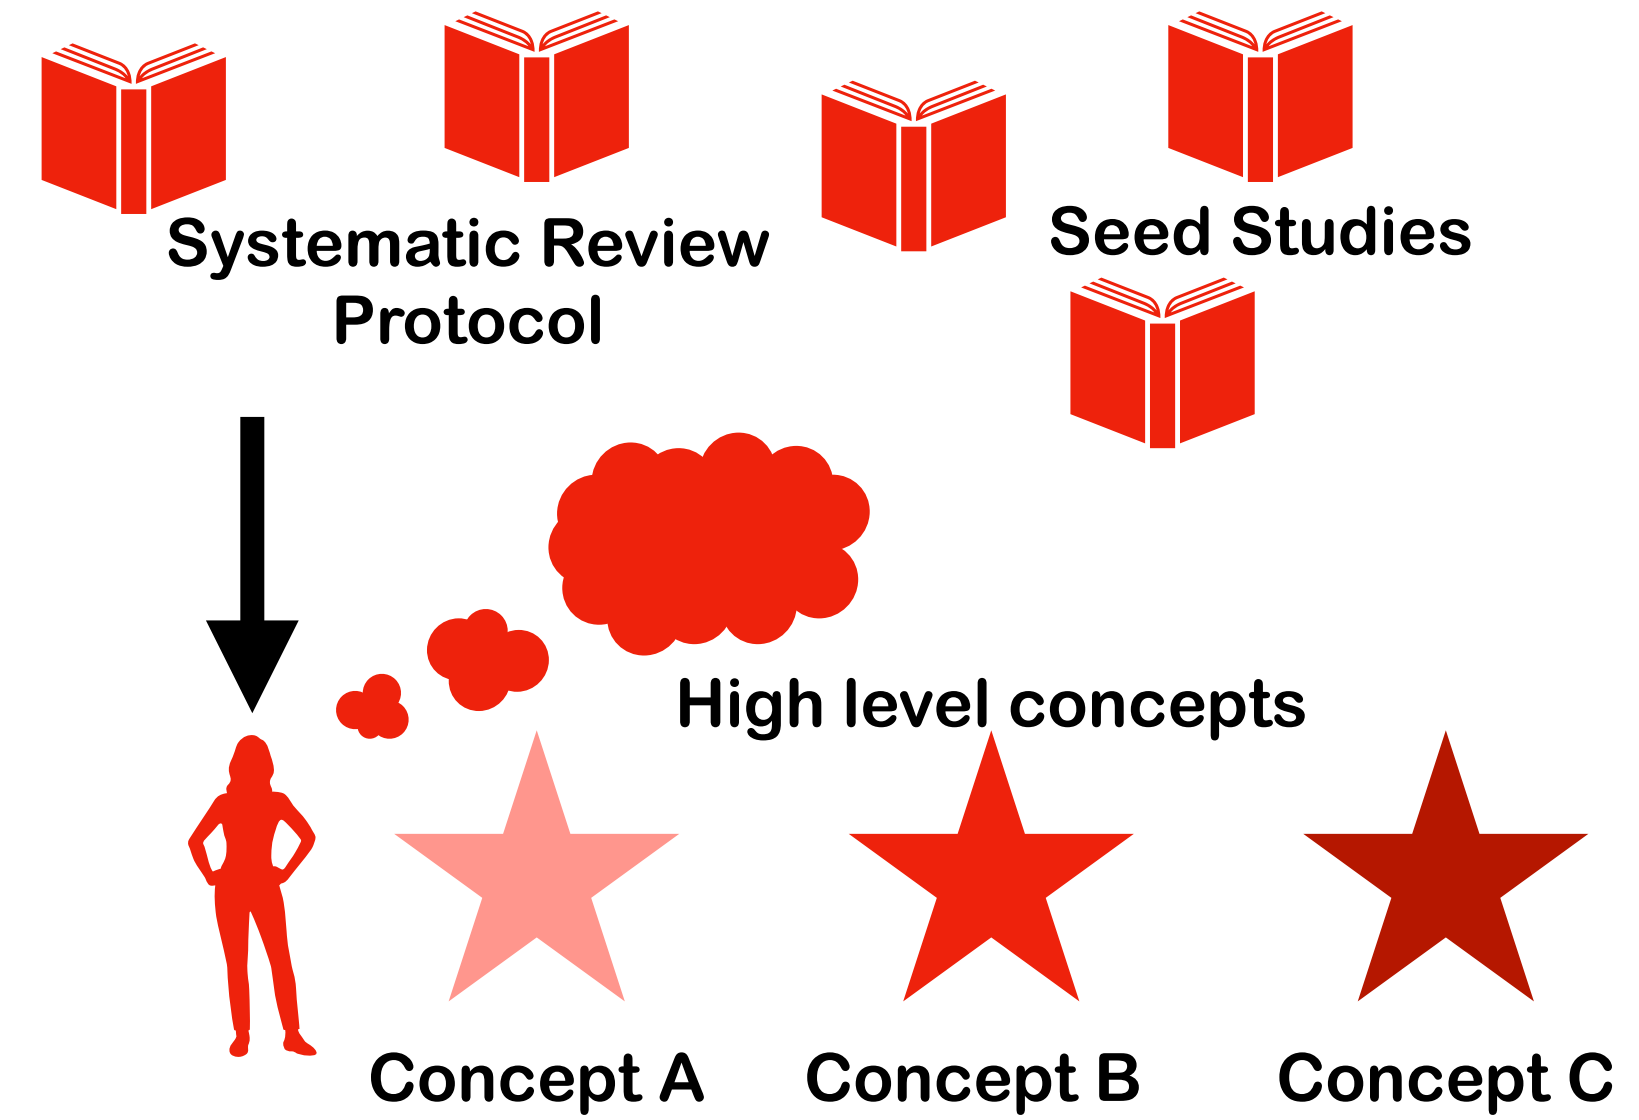 Systematic Review
Protocol
Seed Studies
High level concepts
Concept A
Concept B
Concept C